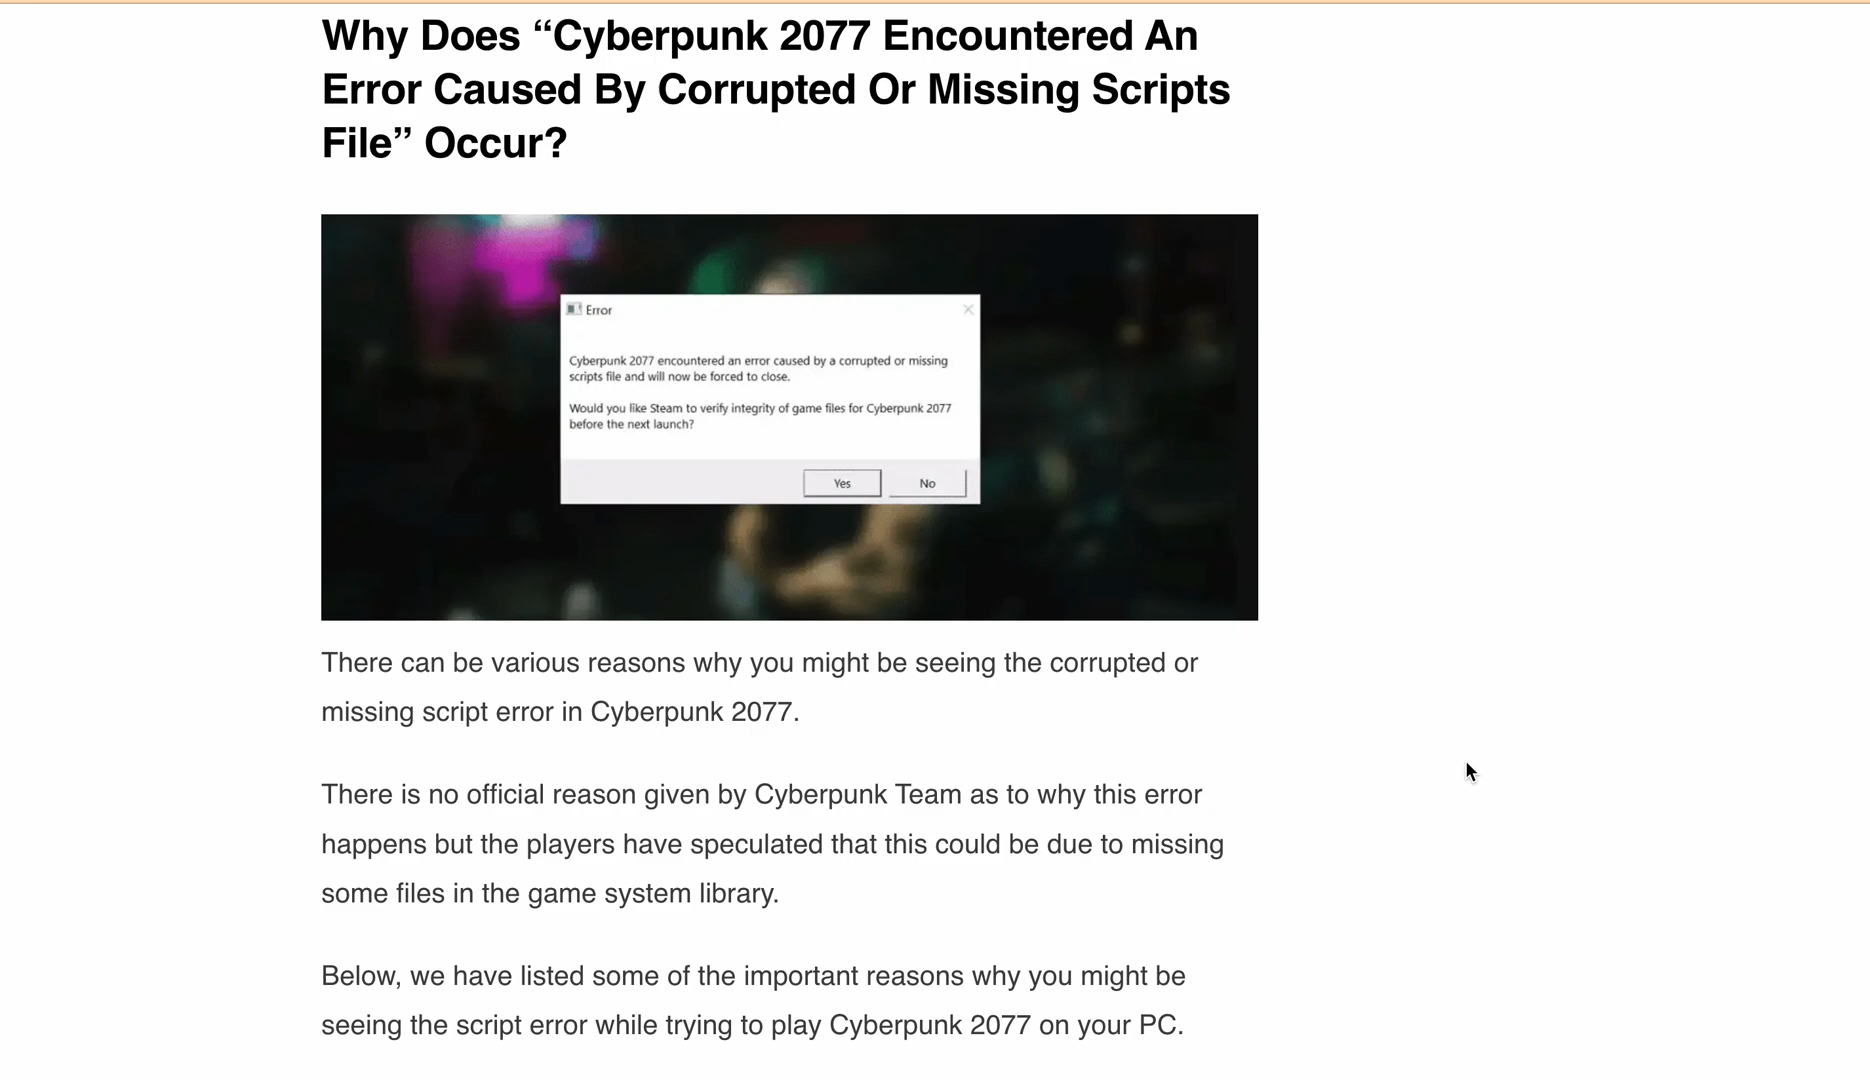 Why Does “Cyberpunk 2077 Encountered An
Error Caused By Corrupted Or Missing Scripts
File” Occur?
Error
Cyberpunk 2077 encountered an error caused by a corrupted or missing
scripts file and will now be forced to close.
Would you like Steam to verify integrity of game files for Cyberpunk 2077
before the next launch?
Yes No
There can be various reasons why you might be seeing the corrupted or
missing script error in Cyberpunk 2077.
There is no official reason given by Cyberpunk Team as to why this error
happens but the players have speculated that this could be due to missing
some files in the game system library.
Below, we have listed some of the important reasons why you might be
seeing the script error while trying to play Cyberpunk 2077 on your PC.